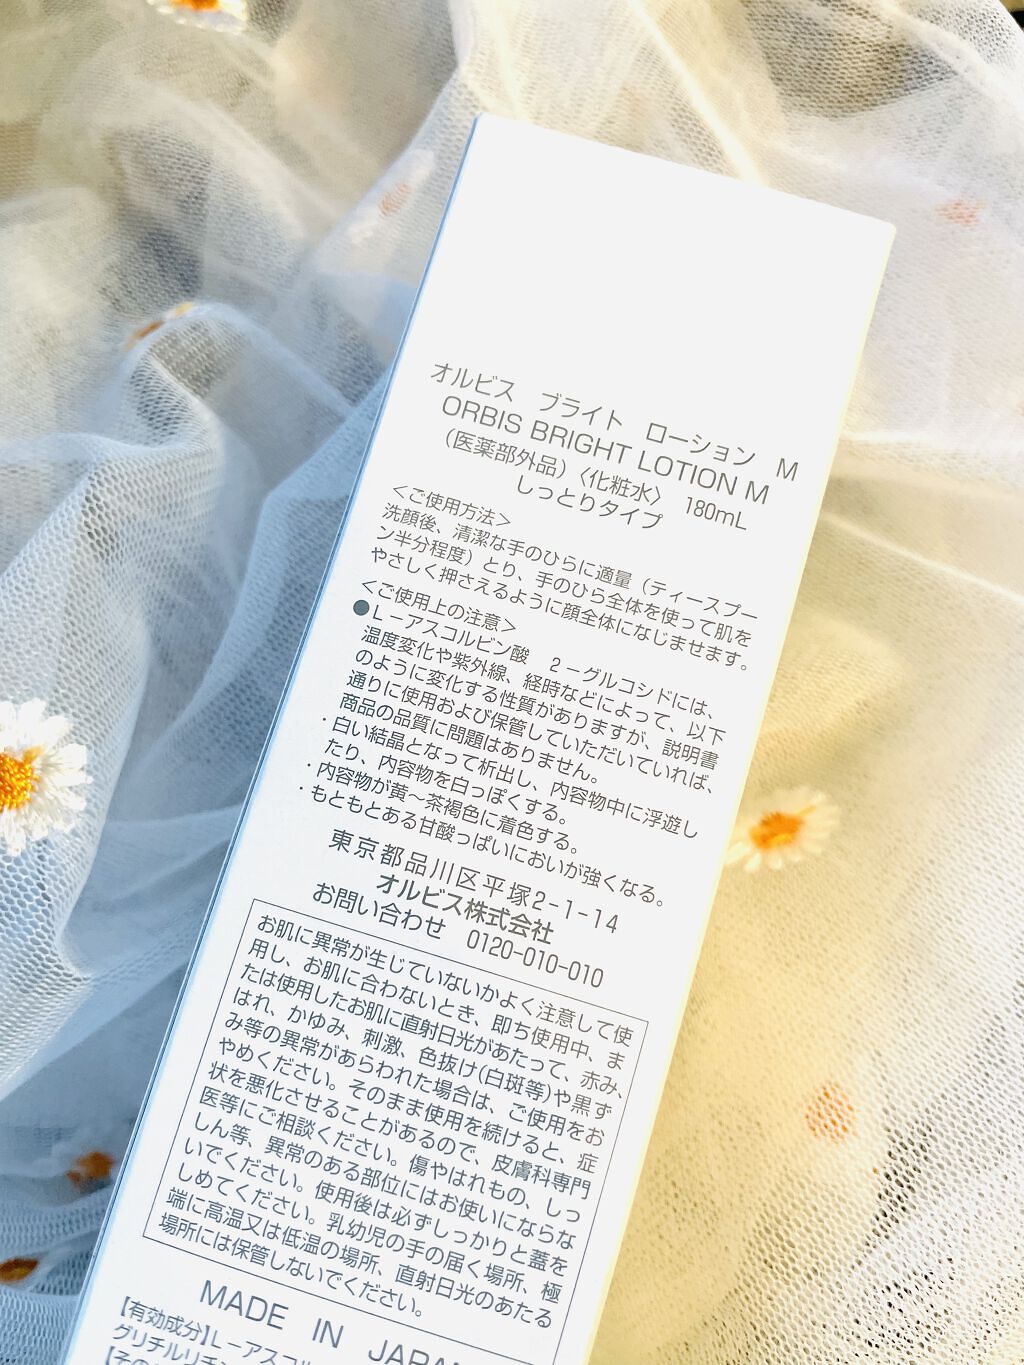 オルビス　ブライト　ローション　M
ORBIS BRIGHT LOTION M
（医薬部外品）〈化粧水〉　180mL
しっとりタイプ
＜ご使用方法＞
洗顔後、清潔な手のひらに適量（ティースプー
ン半分程度）とり、手のひら全体を使って肌を
やさしく押さえるように顔全体になじませます。
＜ご使用上の注意＞
●L－アスコルビン酸　2－グルコシドには、
温度変化や紫外線、経時などによって、以下
のように変化する性質がありますが、説明書
通りに使用および保管していただいていれば、
商品の品質に問題はありません。
・白い結晶となって析出し、内容物中に浮遊し
たり、内容物を白っぽくする。
・内容物が黄～茶褐色に着色する。
・もともとある甘酸っぱいにおいが強くなる。
東京都品川区平塚2-1-14
オルビス株式会社
お問い合わせ　0120-010-010
お肌に異常が生じていないかよく注意して使
用し、お肌に合わないとき、即ち使用中、ま
たは使用したお肌に直射日光があたって、赤み、
はれ、かゆみ、刺激、色抜け(白斑等)や黒ず
み等の異常があらわれた場合は、ご使用をお
やめください。そのまま使用を続けると、症
状を悪化させることがあるので、皮膚科専門
医等にご相談ください。傷やはれもの、しっ
しん等、異常のある部位にはお使いにならな
いでください。使用後は必ずしっかりと蓋を
しめてください。乳幼児の手の届く場所、極
端に高温又は低温の場所、直射日光のあたる
場所には保管しないでください。
MADE IN JAPAN
【有効成分】L－アスコル
グリチルリチ
【その